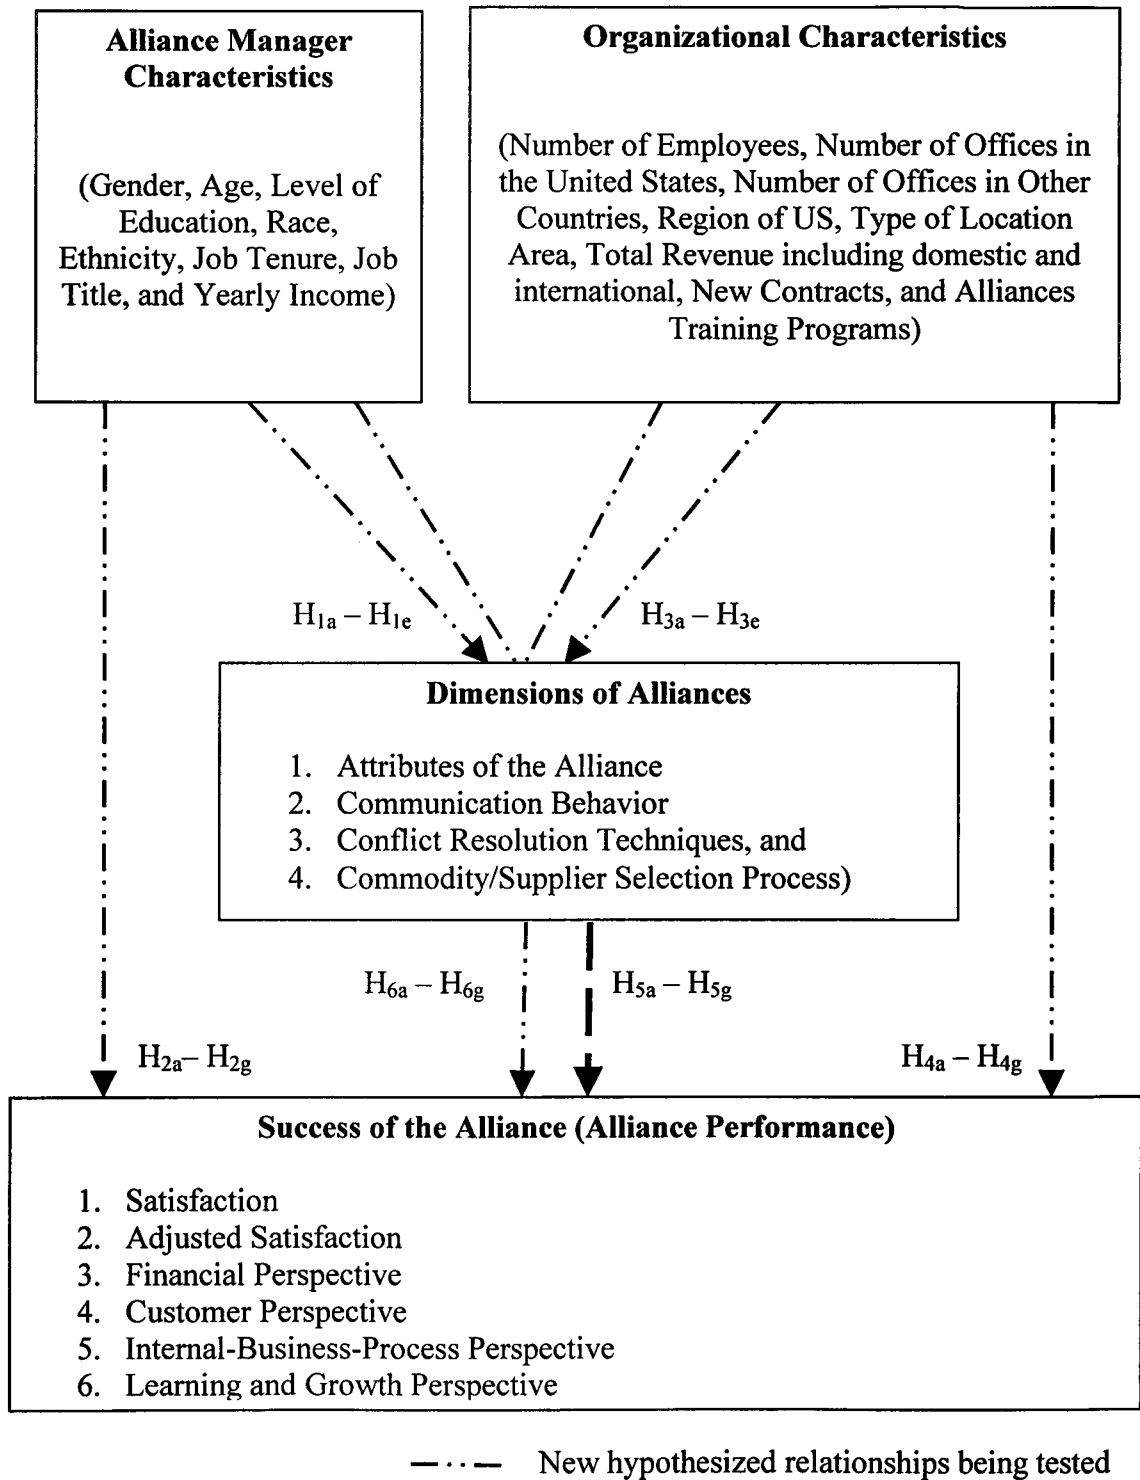 Alliance Manager
Characteristics
(Gender, Age, Level of
Education, Race,
Ethnicity, Job Tenure, Job
Title, and Yearly Income)
Organizational Characteristics
(Number of Employees, Number of Offices in
the United States, Number of Offices in Other
Countries, Region of US, Type of Location
Area, Total Revenue including domestic and
international, New Contracts, and Alliances
Training Programs)
H1a – H1e
H3a – H3e
Dimensions of Alliances
1. Attributes of the Alliance
2. Communication Behavior
3. Conflict Resolution Techniques, and
4. Commodity/Supplier Selection Process)
H6a – H6g
H5a – H5g
H2a– H2g
H4a – H4g
Success of the Alliance (Alliance Performance)
1. Satisfaction
2. Adjusted Satisfaction
3. Financial Perspective
4. Customer Perspective
5. Internal-Business-Process Perspective
6. Learning and Growth Perspective
New hypothesized relationships being tested